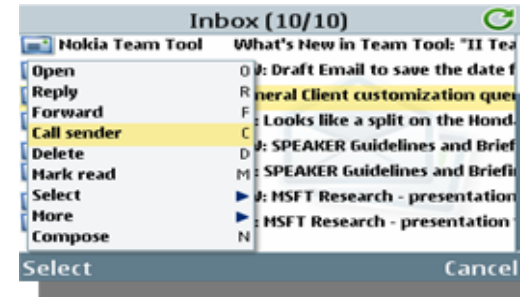 Inbox (10/10)
Nokia Team Tool What's New in Team Tool: "II Tea
Open O : Draft Email to save the date f
Reply R neral Client customization que
Forward F : Looks like a split on the Hond
Call sender C : SPEAKER Guidelines and Brief
Delete D : SPEAKER Guidelines and Briefi
Mark read M : MSFT Research - presentation
Select : MSFT Research - presentation
More
Compose N
Select Cancel